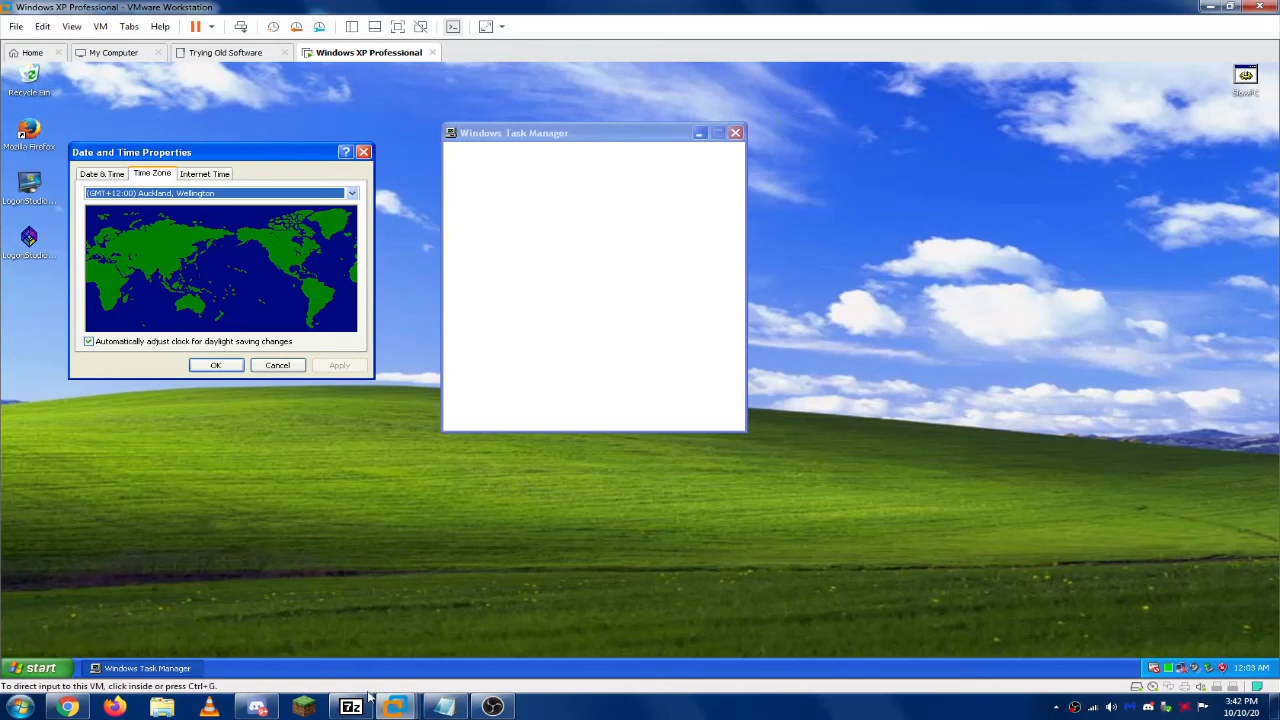 Windows XP Professional - VMware Workstation
File Edit View VM Tabs Help
Home My Computer Trying Old Software Windows XP Professional
Recycle Bin
SlowPC
Mozilla Firefox
LogonStudio...
LogonStudio...
Date and Time Properties
Date & Time Time Zone Internet Time
(GMT+12:00) Auckland, Wellington
Automatically adjust clock for daylight saving changes
OK Cancel Apply
Windows Task Manager
start Windows Task Manager 12:03 AM
To direct input to this VM, click inside or press Ctrl+G.
7z
3:42 PM
10/10/20